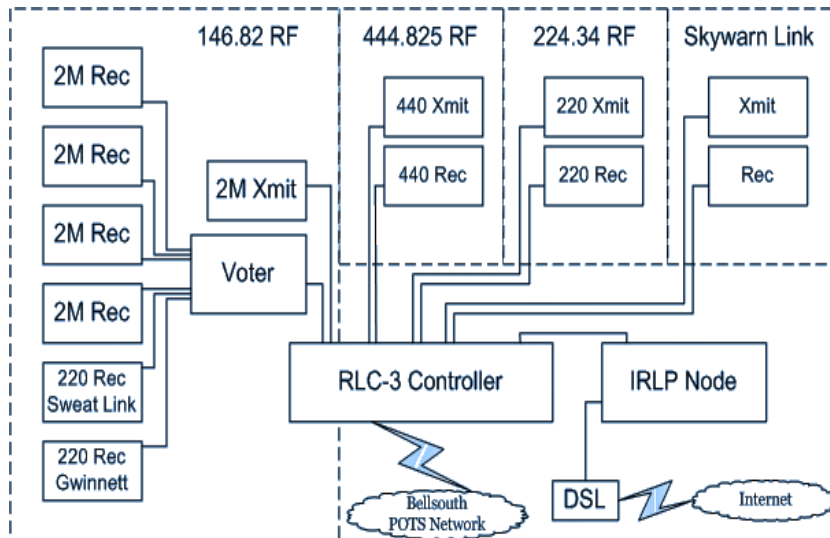 146.82 RF
444.825 RF
224.34 RF
Skywarn Link
2M Rec
440 Xmit
220 Xmit
Xmit
2M Rec
2M Xmit
440 Rec
220 Rec
Rec
2M Rec
Voter
2M Rec
220 Rec
Sweat Link
RLC-3 Controller
IRLP Node
220 Rec
Gwinnett
Bellsouth
POTS Network
DSL
Internet